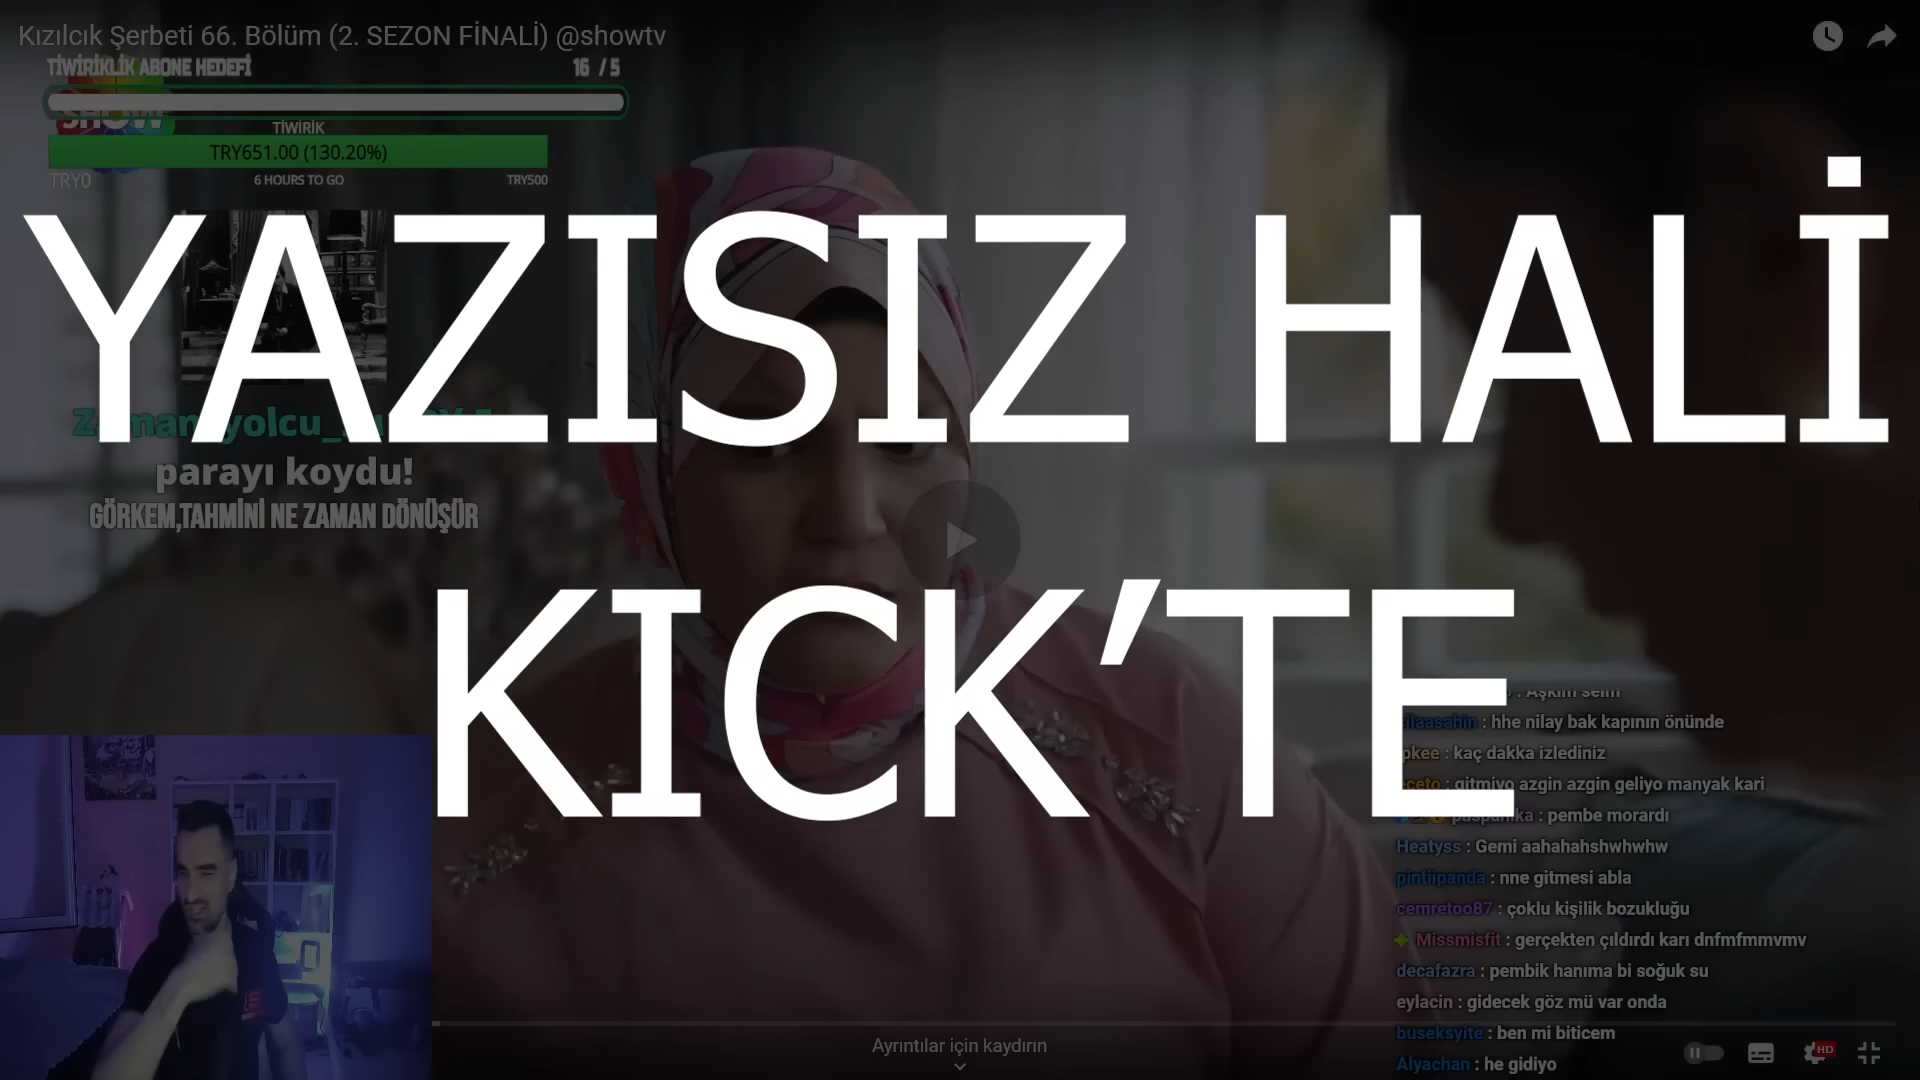 Kızılcık Şerbeti 66. Bölüm (2. SEZON FİNALİ) @showtv
TİWİRİKLİK ABONE HEDEFİ 16 / 5
SHOW
TİWİRİK
TRY651.00 (130.20%)
TRY0 6 HOURS TO GO TRY500
YAZISIZ HALİ
parayı koydu!
GÖRKEM,TAHMİNİ NE ZAMAN DÖNÜŞÜR
KICK’TE
: Aşkım selim
: hhe nilay bak kapının önünde
: kaç dakka izlediniz
: gitmiyo azgin azgin geliyo manyak kari
: pembe morardı
Heatyss : Gemi aahahahshwhwhw
pintiipanda : nne gitmesi abla
cemretoo87 : çoklu kişilik bozukluğu
Missmisfit : gerçekten çıldırdı karı dnfmfmmvmv
decafazra : pembik hanıma bi soğuk su
eylacin : gidecek göz mü var onda
buseksyite : ben mi biticem
Alyachan : he gidiyo
Ayrıntılar için kaydırın
HD